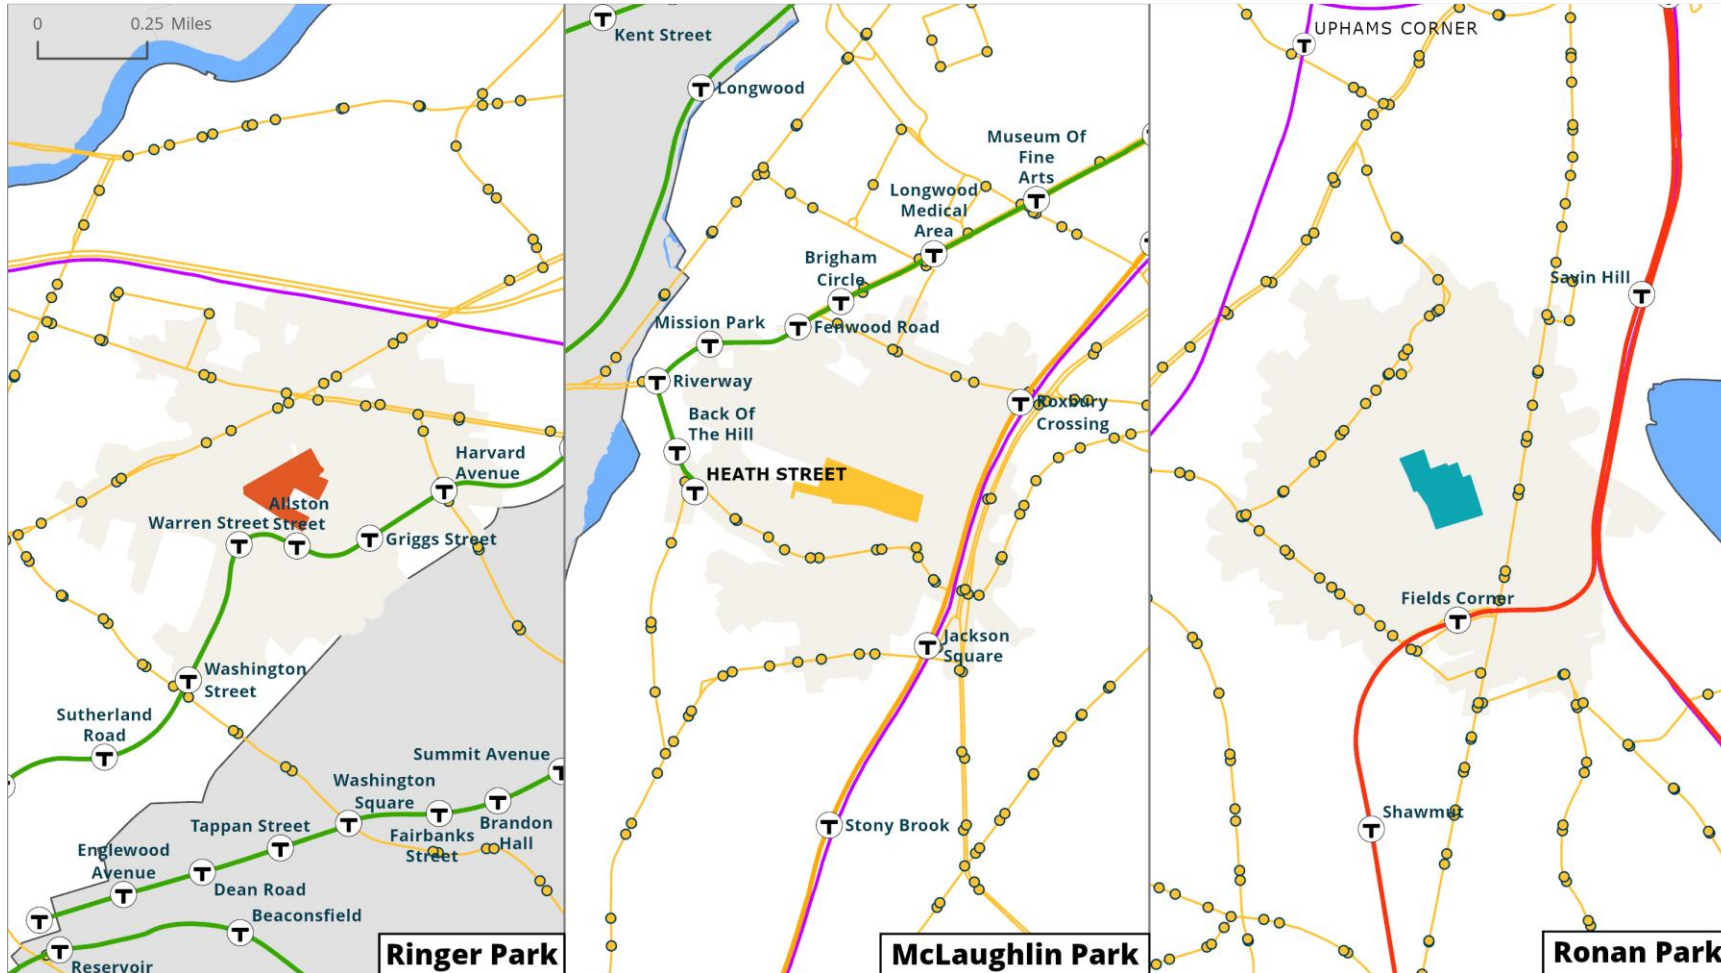 0
0.25 Miles
Harvard
Avenue
Allston
Street
Warren Street
Griggs Street
Washington
Street
Sutherland
Road
Summit Avenue
Washington
Square
Tappan Street
Fairbanks
Street
Brandon
Hall
Englewood
Avenue
Dean Road
Beaconsfield
Reservoir
Ringer Park
Kent Street
Longwood
Museum Of
Fine
Arts
Longwood
Medical
Area
Brigham
Circle
Mission Park
Fenwood Road
Riverway
Back Of
The Hill
Roxbury
Crossing
HEATH STREET
Jackson
Square
Stony Brook
McLaughlin Park
UPHAMS CORNER
Savin Hill
Fields Corner
Shawmut
Ronan Park